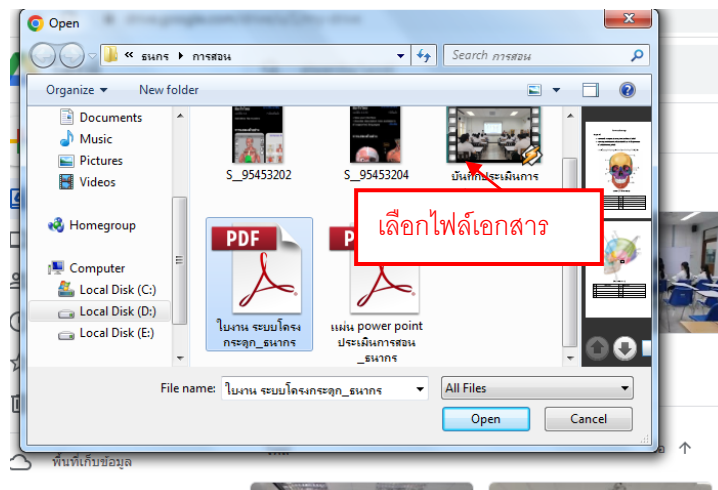 Open
« ธนกร ▸ การสอน
Search การสอน
Organize
New folder
Documents
Music
Pictures
Videos
Homegroup
Computer
Local Disk (C:)
Local Disk (D:)
Local Disk (E:)
S__95453202
S__95453204
บันทึกประเมินการ
เลือกไฟล์เอกสาร
PDF
ใบงาน ระบบโครง
กระดูก_ธนากร
แผ่น power point
ประเมินการสอน
_ธนากร
File name:
ใบงาน ระบบโครงกระดูก_ธนากร
All Files
Open
Cancel
พื้นที่เก็บข้อมูล